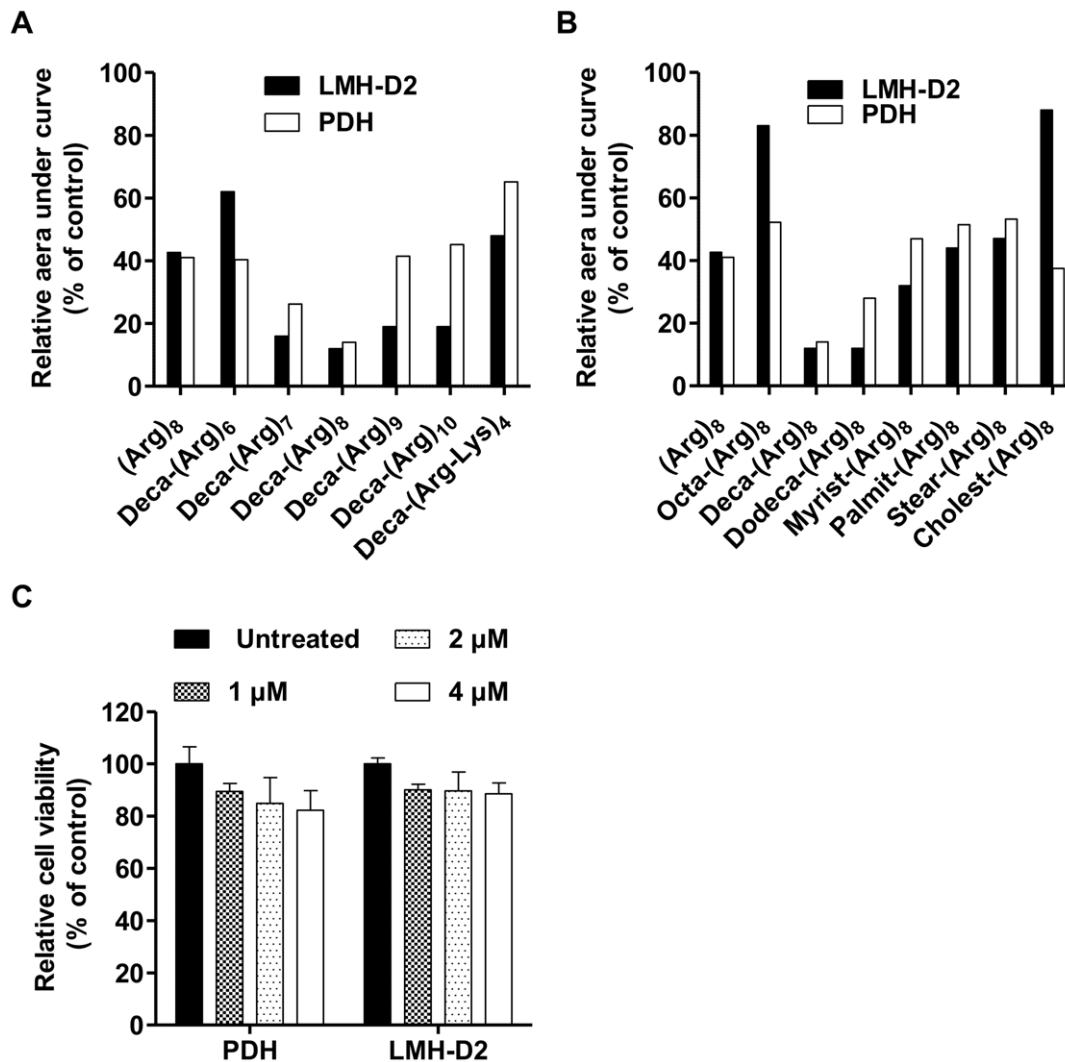 A
Relative aera under curve
(% of control)
100
80
60
40
20
0
LMH-D2
PDH
(Arg)8
Deca-(Arg)6
Deca-(Arg)7
Deca-(Arg)8
Deca-(Arg)9
Deca-(Arg)10
Deca-(Arg-Lys)4
B
Relative aera under curve
(% of control)
100
80
60
40
20
0
LMH-D2
PDH
(Arg)8
Octa-(Arg)8
Deca-(Arg)8
Dodeca-(Arg)8
Myrist-(Arg)8
Palmit-(Arg)8
Stear-(Arg)8
Cholest-(Arg)8
C
Untreated
2 µM
1 µM
4 µM
Relative cell viability
(% of control)
120
100
80
60
40
20
0
PDH
LMH-D2